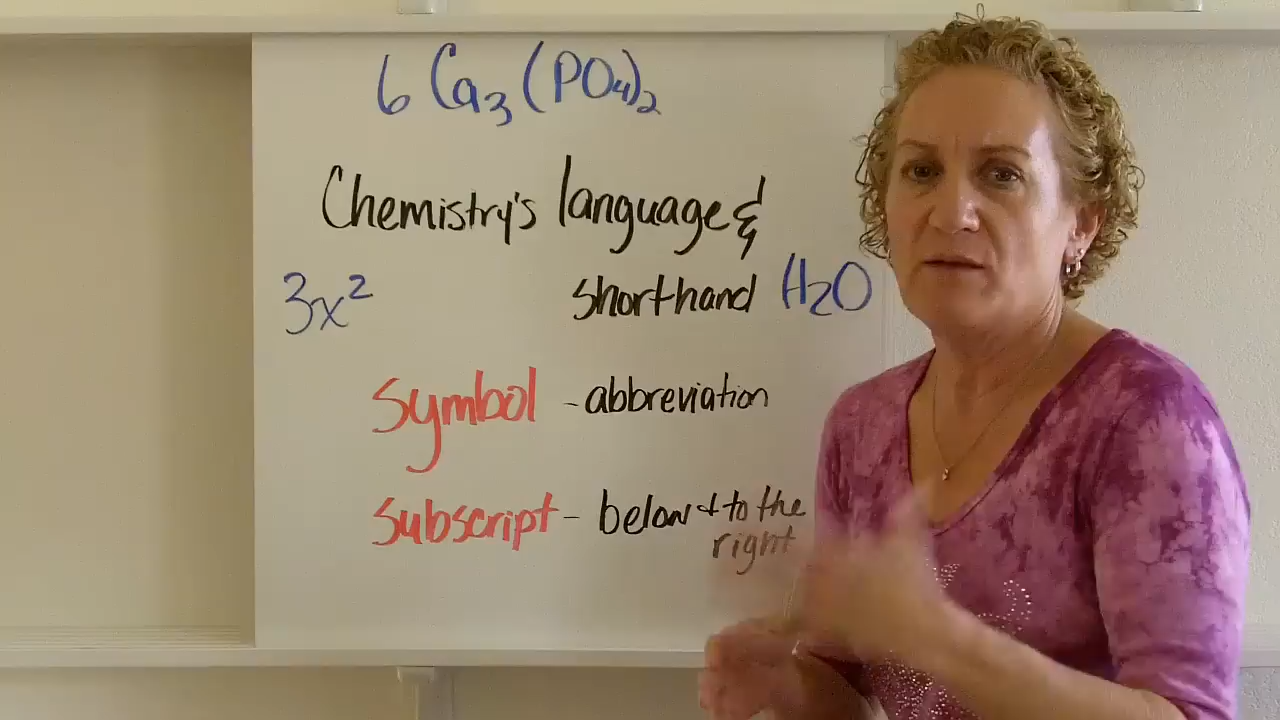 6 Ca3(PO4)2
Chemistry's language &
3x² shorthand H2O
symbol - abbreviation
subscript - below + to the
right